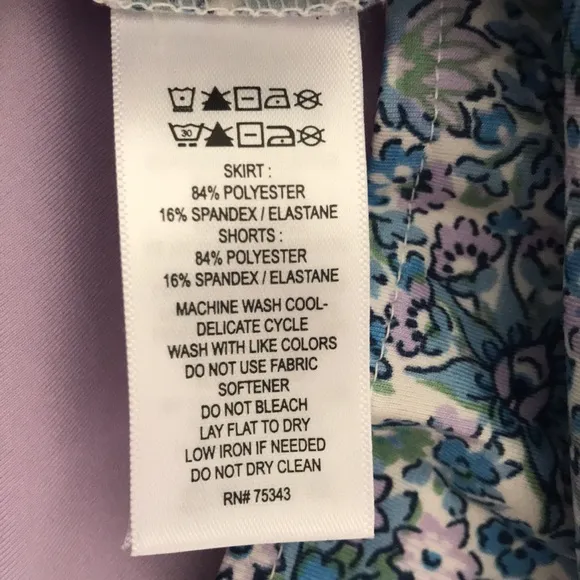 30
SKIRT :
84% POLYESTER
16% SPANDEX / ELASTANE
SHORTS :
84% POLYESTER
16% SPANDEX / ELASTANE
MACHINE WASH COOL-
DELICATE CYCLE
WASH WITH LIKE COLORS
DO NOT USE FABRIC
SOFTENER
DO NOT BLEACH
LAY FLAT TO DRY
LOW IRON IF NEEDED
DO NOT DRY CLEAN
RN# 75343